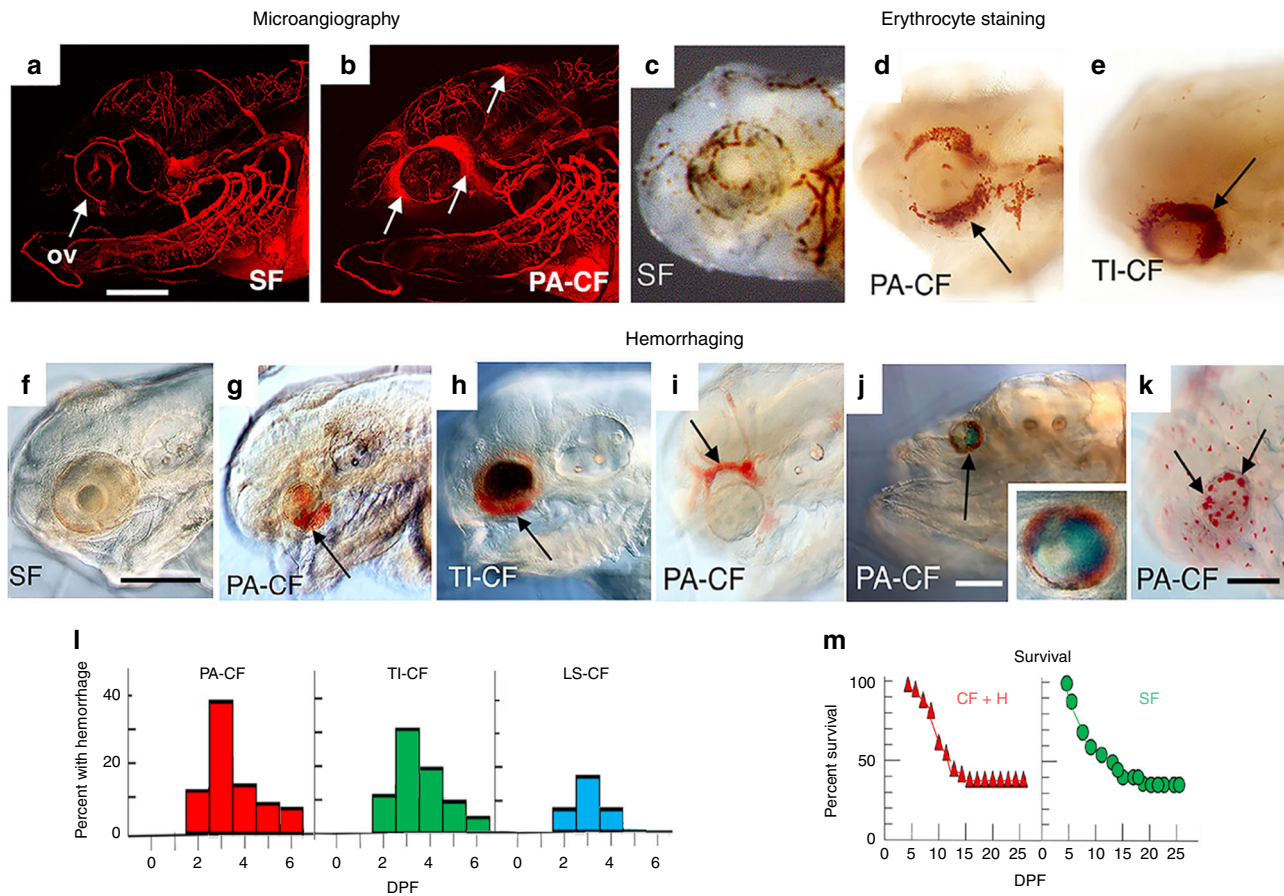 Microangiography
Erythrocyte staining
a
b
c
d
e
ov
SF
PA-CF
SF
PA-CF
TI-CF
Hemorrhaging
f
g
h
i
j
k
SF
PA-CF
TI-CF
PA-CF
PA-CF
PA-CF
l
PA-CF
TI-CF
LS-CF
Percent with hemorrhage
40
20
0
0 2 4 6
0 2 4 6
0 2 4 6
DPF
m
Survival
CF + H
SF
Percent survival
100
50
0
0 5 10 15 20 25
0 5 10 15 20 25
DPF